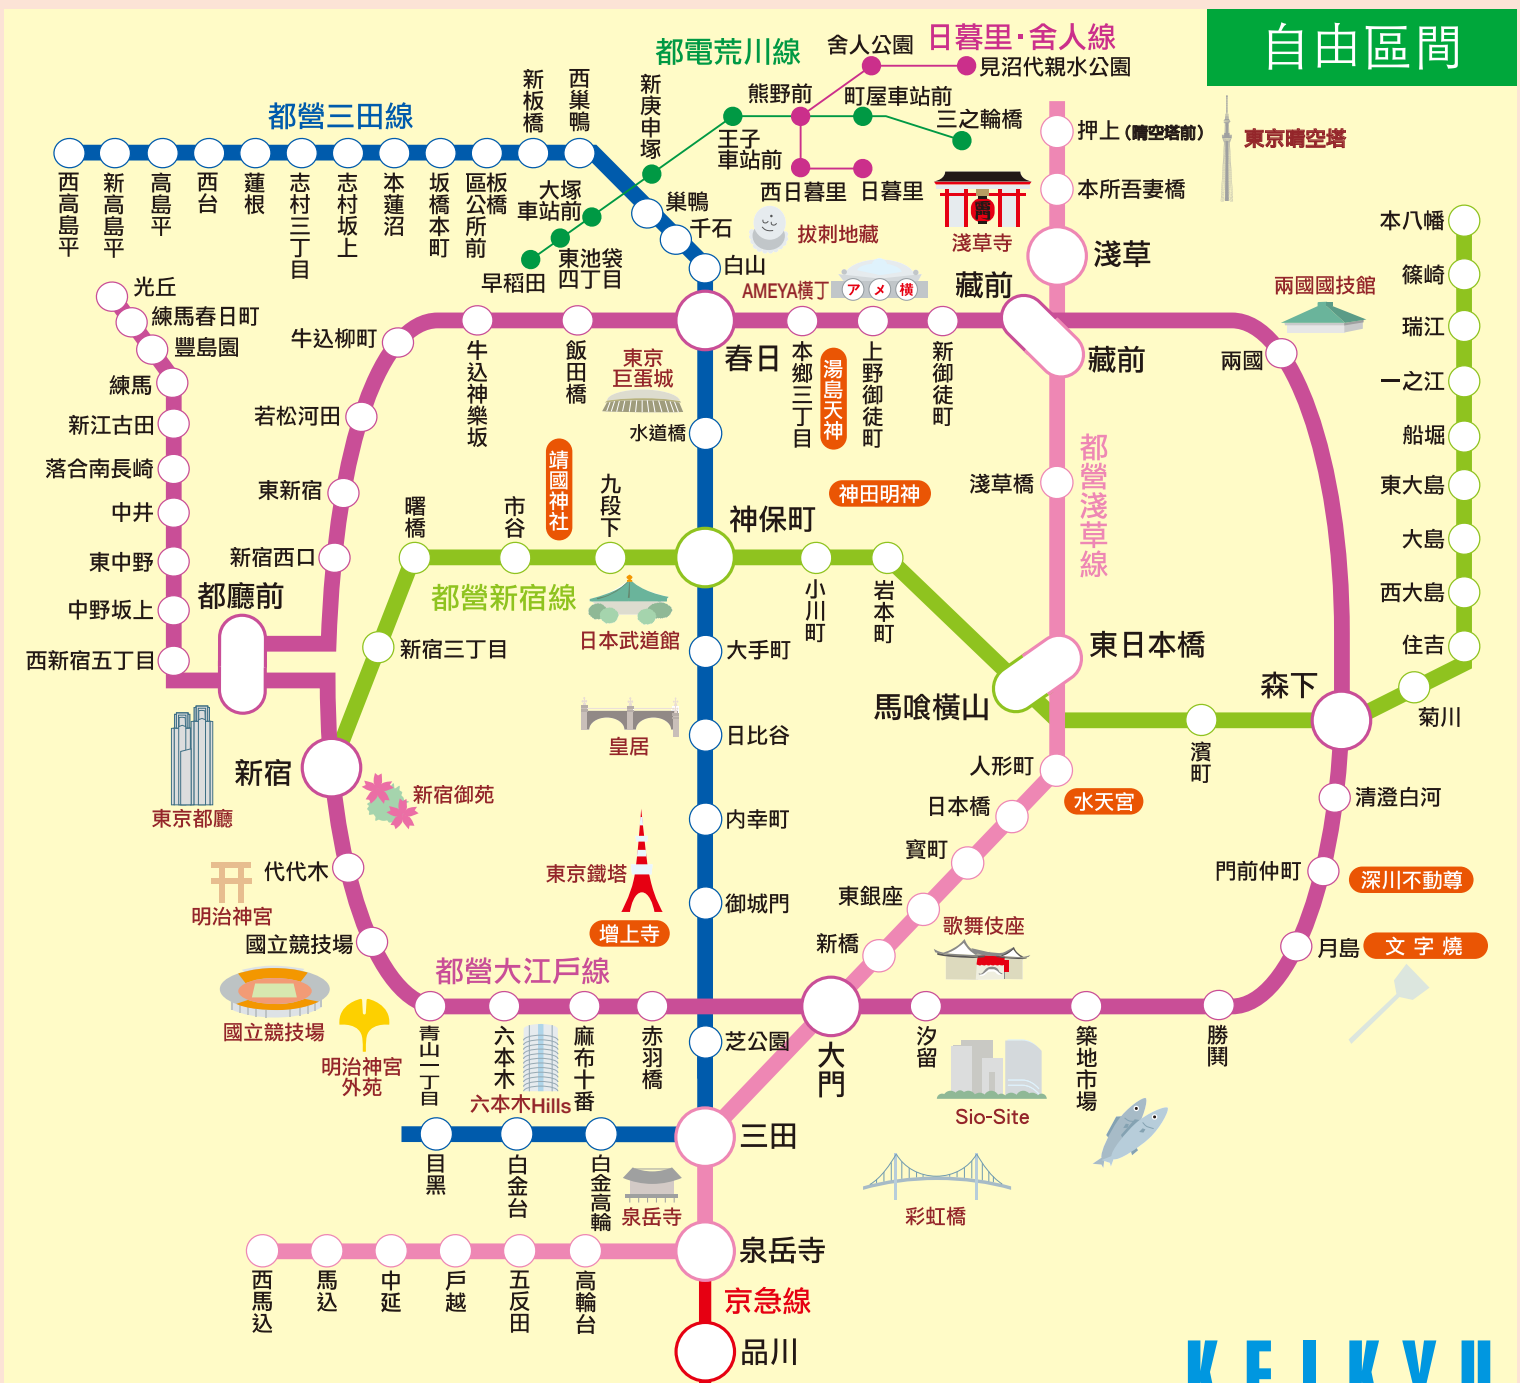 自由區間
日暮里・舍人線
都電荒川線
舍人公園
見沼代親水公園
熊野前
町屋車站前
三之輪橋
王子
車站前
西日暮里
日暮里
新庚申塚
大塚
車站前
東池袋
四丁目
早稻田
都營三田線
西高島平
新高島平
高島平
西台
蓮根
志村三丁目
志村坂上
本蓮沼
坂橋本町
板橋
區公所前
新板橋
西巢鴨
巢鴨
千石
白山
拔刺地藏
AMEYA橫丁
アメ橫
淺草寺
押上（晴空塔前）
東京晴空塔
本所吾妻橋
淺草
藏前
藏前
兩國國技館
兩國
本八幡
篠崎
瑞江
一之江
船堀
東大島
大島
西大島
住吉
菊川
光丘
練馬春日町
豐島園
練馬
新江古田
落合南長崎
中井
東中野
中野坂上
西新宿五丁目
都廳前
牛込柳町
若松河田
東新宿
新宿西口
牛込神樂坂
飯田橋
東京
巨蛋城
春日
本鄉三丁目
湯島天神
上野御徒町
新御徒町
水道橋
都營淺草線
淺草橋
神田明神
靖國神社
曙橋
市谷
九段下
神保町
都營新宿線
小川町
岩本町
日本武道館
新宿三丁目
大手町
東日本橋
馬喰橫山
森下
濱町
皇居
日比谷
人形町
水天宮
新宿
東京都廳
新宿御苑
内幸町
日本橋
清澄白河
寶町
代代木
東京鐵塔
門前仲町
深川不動尊
明治神宮
御城門
東銀座
歌舞伎座
增上寺
新橋
月島
文字燒
國立競技場
都營大江戶線
國立競技場
明治神宮
外苑
青山一丁目
六本木
六本木Hills
麻布十番
赤羽橋
芝公園
大門
汐留
Sio-Site
築地市場
勝鬨
三田
目黑
白金台
白金高輪
泉岳寺
彩虹橋
泉岳寺
西馬込
馬込
中延
戶越
五反田
高輪台
京急線
品川
KEIKYU